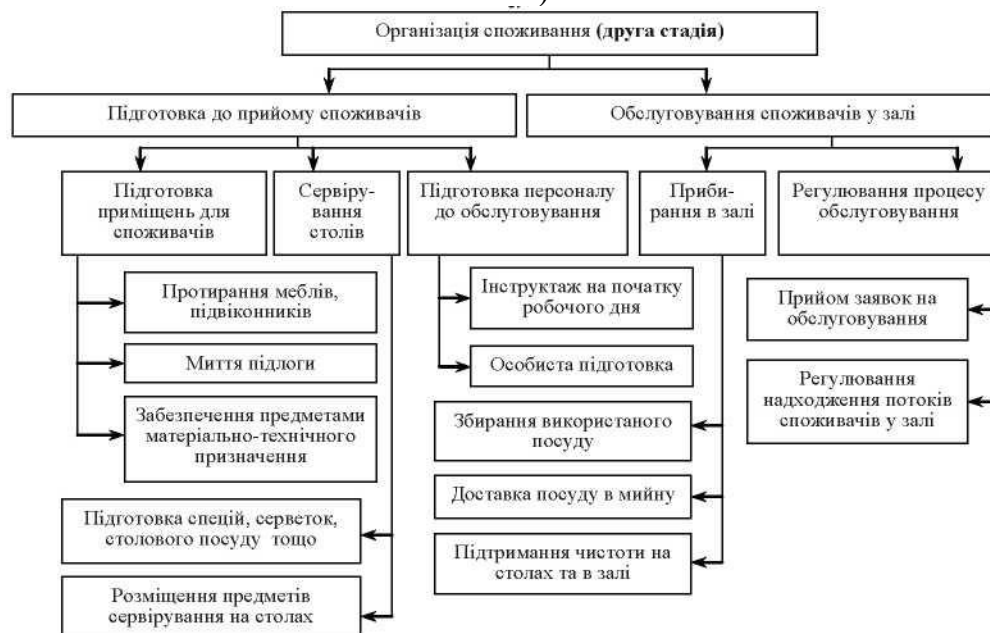 Організація споживання (друга стадія)
Підготовка до прийому споживачів
Обслуговування споживачів у залі
Підготовка
приміщень для
споживачів
Сервіру-
вання
столів
Підготовка персоналу
до обслуговування
Приби-
рання в залі
Регулювання процесу
обслуговування
Протирання меблів,
підвіконників
Миття підлоги
Забезпечення предметами
матеріально-технічного
призначення
Підготовка спецій, серветок,
столового посуду тощо
Розміщення предметів
сервірування на столах
Інструктаж на початку
робочого дня
Особиста підготовка
Збирання використаного
посуду
Доставка посуду в мийну
Підтримання чистоти на
столах та в залі
Прийом заявок на
обслуговування
Регулювання
надходження потоків
споживачів у залі